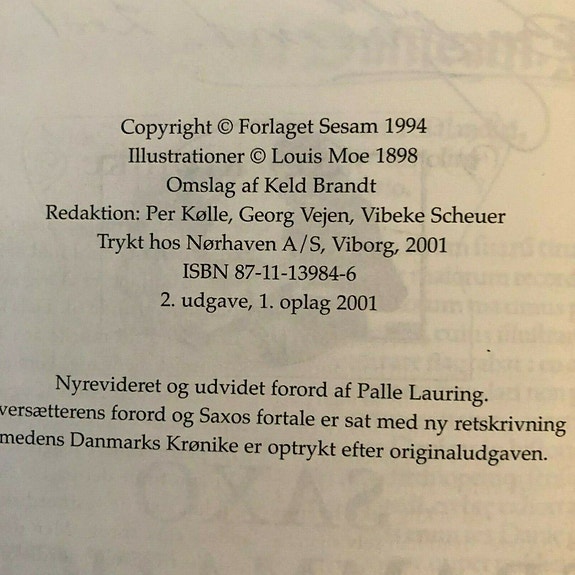 Copyright © Forlaget Sesam 1994
Illustrationer © Louis Moe 1898
Omslag af Keld Brandt
Redaktion: Per Kølle, Georg Vejen, Vibeke Scheuer
Trykt hos Nørhaven A/S, Viborg, 2001
ISBN 87-11-13984-6
2. udgave, 1. oplag 2001
Nyrevideret og udvidet forord af Palle Lauring.
versætterens forord og Saxos fortale er sat med ny retskrivning
medens Danmarks Krønike er optrykt efter originaludgaven.
SAXO